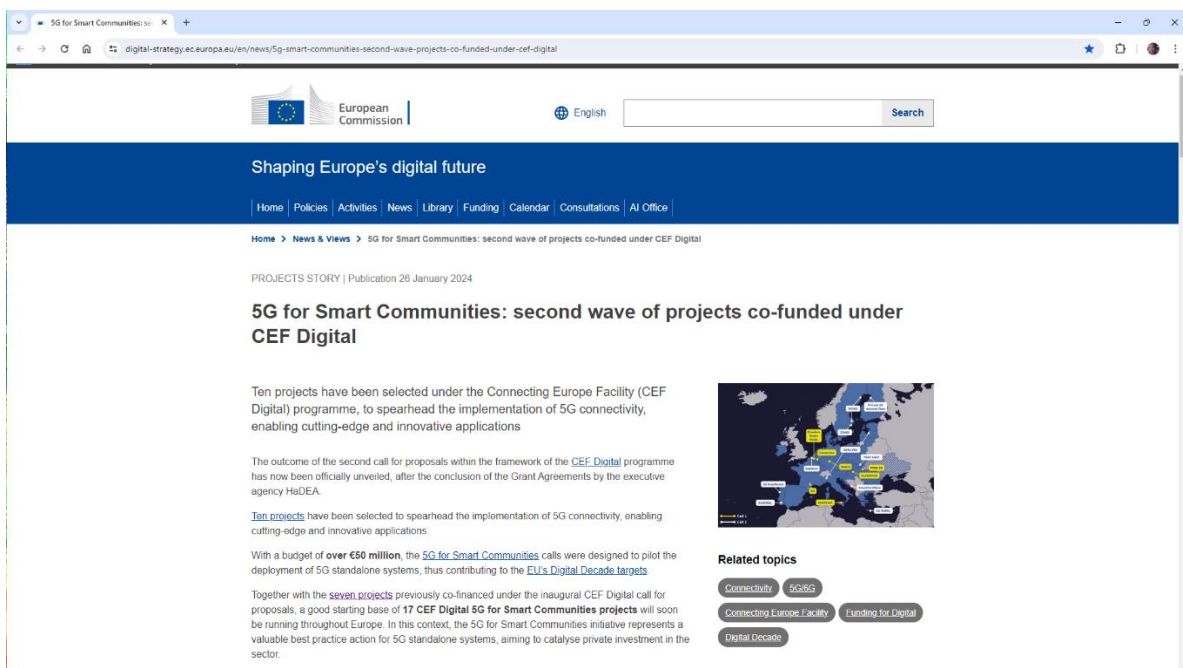 5G for Smart Communities: se
digital-strategy.ec.europa.eu/en/news/5g-smart-communities-second-wave-projects-co-funded-under-cef-digital
European
Commission
English
Search
Shaping Europe's digital future
Home | Policies | Activities | News | Library | Funding | Calendar | Consultations | AI Office
Home > News & Views > 5G for Smart Communities: second wave of projects co-funded under CEF Digital
PROJECTS STORY | Publication 26 January 2024
5G for Smart Communities: second wave of projects co-funded under
CEF Digital
Ten projects have been selected under the Connecting Europe Facility (CEF
Digital) programme, to spearhead the implementation of 5G connectivity,
enabling cutting-edge and innovative applications
The outcome of the second call for proposals within the framework of the CEF Digital programme
has now been officially unveiled, after the conclusion of the Grant Agreements by the executive
agency HaDEA.
Ten projects have been selected to spearhead the implementation of 5G connectivity, enabling
cutting-edge and innovative applications.
With a budget of over €50 million, the 5G for Smart Communities calls were designed to pilot the
deployment of 5G standalone systems, thus contributing to the EU's Digital Decade targets.
Together with the seven projects previously co-financed under the inaugural CEF Digital call for
proposals, a good starting base of 17 CEF Digital 5G for Smart Communities projects will soon
be running throughout Europe. In this context, the 5G for Smart Communities initiative represents a
valuable best practice action for 5G standalone systems, aiming to catalyse private investment in the
sector.
Call 1
Call 2
Related topics
Connectivity
5G/6G
Connecting Europe Facility
Funding for Digital
Digital Decade